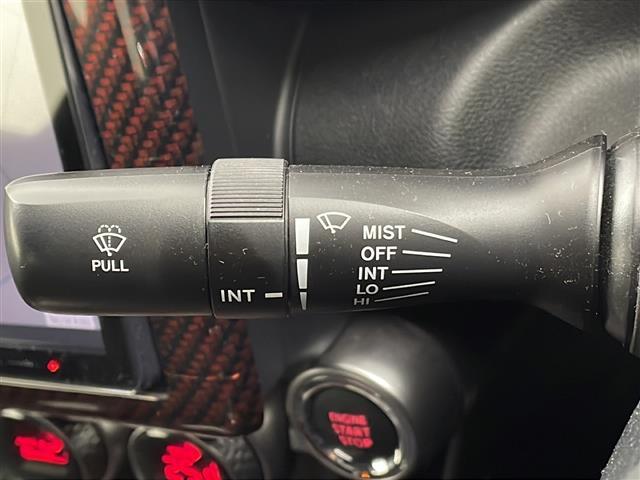 PULL
INT
MIST
OFF
INT
LO
HI
ENGINE
START
STOP